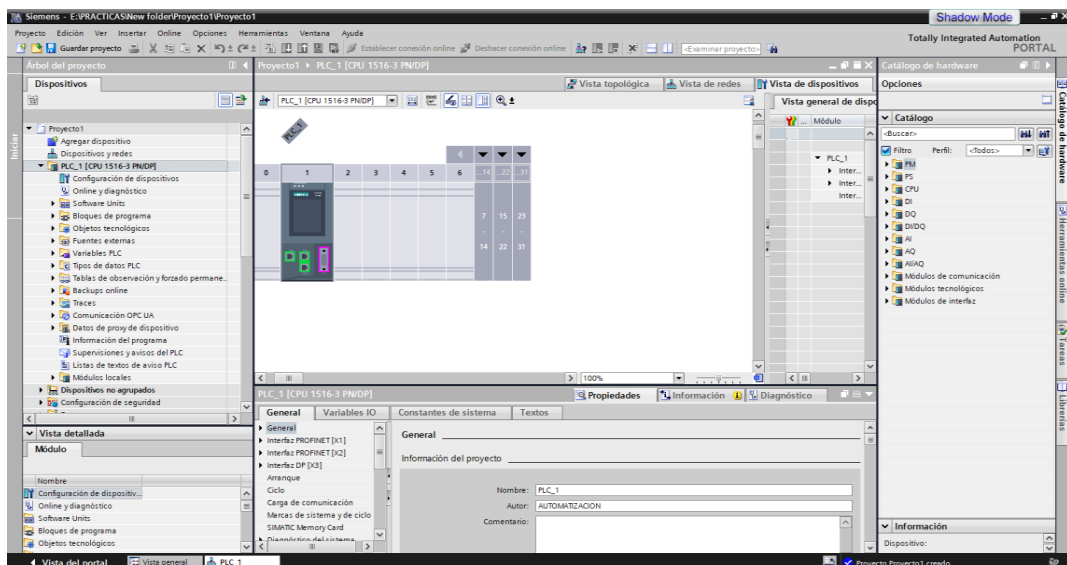 Siemens - E:\PRACTICAS\New folder\Proyecto1\Proyecto1
Shadow Mode
Proyecto Edición Ver Insertar Online Opciones Herramientas Ventana Ayuda
Totally Integrated Automation
PORTAL
Guardar proyecto
Establecer conexión online
Deshacer conexión online
<Examinar proyecto>
Árbol del proyecto
Proyecto1 PLC_1 [CPU 1516-3 PN/DP]
Catálogo de hardware
Dispositivos
Vista topológica
Vista de redes
Vista de dispositivos
Opciones
PLC_1 [CPU 1516-3 PN/DP]
Vista general de dispo
Iniciar
Proyecto1
Agregar dispositivo
Dispositivos y redes
PLC_1 [CPU 1516-3 PN/DP]
Configuración de dispositivos
Online y diagnóstico
Software Units
Bloques de programa
Objetos tecnológicos
Fuentes externas
Variables PLC
Tipos de datos PLC
Tablas de observación y forzado permane..
Backups online
Traces
Comunicación OPC UA
Datos de proxy de dispositivo
Información del programa
Supervisiones y avisos del PLC
Listas de textos de aviso PLC
Módulos locales
Dispositivos no agrupados
Configuración de seguridad
PLC_1
0 1 2 3 4 5 6 ...14 ...22 ...31
7 15 23
- - -
14 22 31
SIEMENS
100%
... Módulo
PLC_1
Inter...
Inter...
Inter...
Catálogo
<Buscar>
Filtro Perfil: <Todos>
PM
PS
CPU
DI
DQ
DI/DQ
AI
AQ
AI/AQ
Módulos de comunicación
Módulos tecnológicos
Módulos de interfaz
Catálogo de hardware
Herramientas online
Tareas
Librerías
Vista detallada
Módulo
Nombre
Configuración de dispositiv...
Online y diagnóstico
Software Units
Bloques de programa
Objetos tecnológicos
PLC_1 [CPU 1516-3 PN/DP]
Propiedades
Información
Diagnóstico
General
Variables IO
Constantes de sistema
Textos
General
Interfaz PROFINET [X1]
Interfaz PROFINET [X2]
Interfaz DP [X3]
Arranque
Ciclo
Carga de comunicación
Marcas de sistema y de ciclo
SIMATIC Memory Card
Diagnóstico del sistema
General
Información del proyecto
Nombre: PLC_1
Autor: AUTOMATIZACION
Comentario:
Información
Dispositivo:
Vista del portal
Vista general
PLC_1
Proyecto Proyecto1 creado.